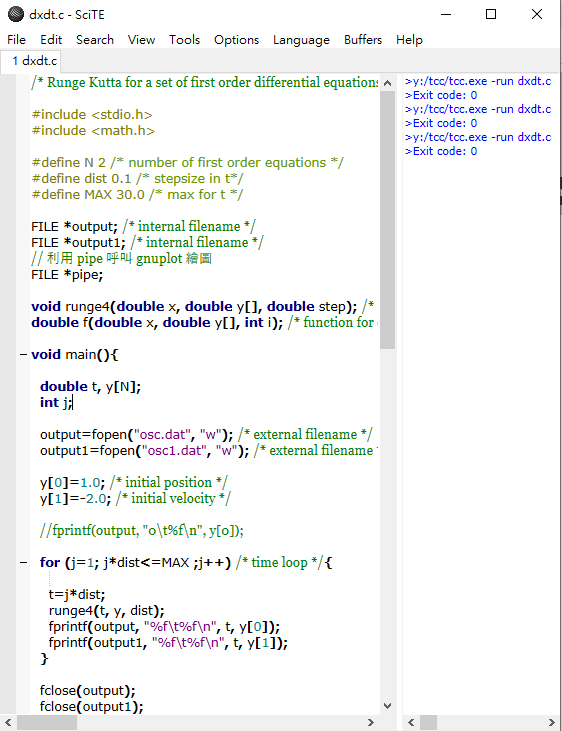 dxdt.c - SciTE
File Edit Search View Tools Options Language Buffers Help
1 dxdt.c
/* Runge Kutta for a set of first order differential equations
#include <stdio.h>
#include <math.h>
#define N 2 /* number of first order equations */
#define dist 0.1 /* stepsize in t*/
#define MAX 30.0 /* max for t */
FILE *output; /* internal filename */
FILE *output1; /* internal filename */
// 利用 pipe 呼叫 gnuplot 繪圖
FILE *pipe;
void runge4(double x, double y[], double step); /*
double f(double x, double y[], int i); /* function for
void main(){
double t, y[N];
int j;
output=fopen("osc.dat", "w"); /* external filename */
output1=fopen("osc1.dat", "w"); /* external filename *
y[0]=1.0; /* initial position */
y[1]=-2.0; /* initial velocity */
//fprintf(output, "0\t%f\n", y[0]);
for (j=1; j*dist<=MAX ;j++) /* time loop */{
t=j*dist;
runge4(t, y, dist);
fprintf(output, "%f\t%f\n", t, y[0]);
fprintf(output1, "%f\t%f\n", t, y[1]);
}
fclose(output);
fclose(output1);
>y:/tcc/tcc.exe -run dxdt.c
>Exit code: 0
>y:/tcc/tcc.exe -run dxdt.c
>Exit code: 0
>y:/tcc/tcc.exe -run dxdt.c
>Exit code: 0